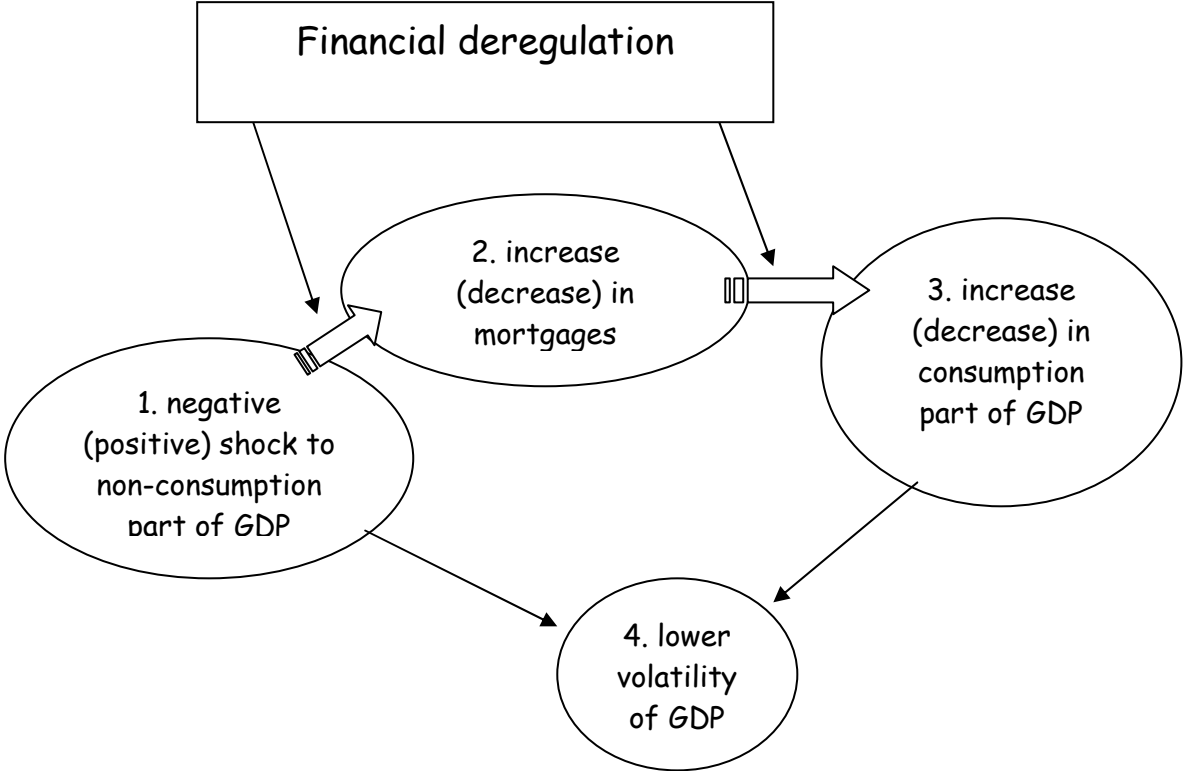 Financial deregulation
2. increase
(decrease) in
mortgages
3. increase
(decrease) in
consumption
part of GDP
1. negative
(positive) shock to
non-consumption
part of GDP
4. lower
volatility
of GDP